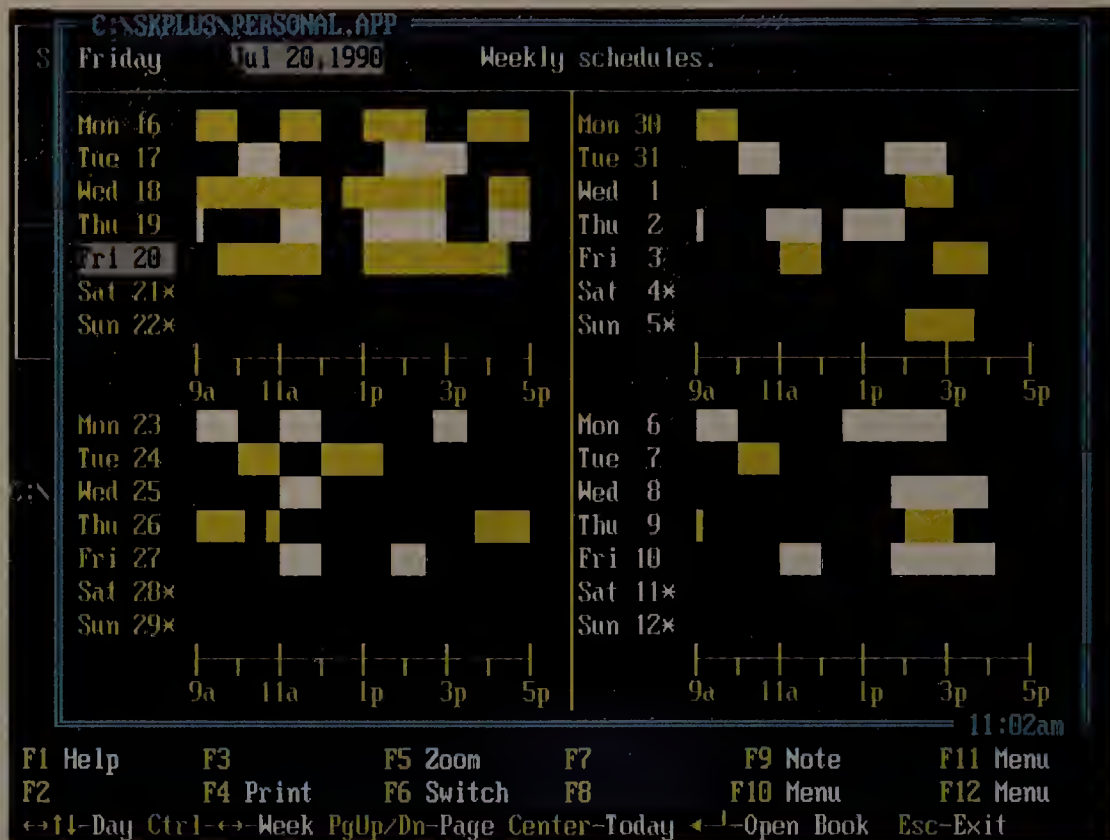 C:\SKPLUS\PERSONAL.APP
Friday Jul 20,1990 Weekly schedules.
Mon 16
Tue 17
Wed 18
Thu 19
Fri 20
Sat 21*
Sun 22*
9a 11a 1p 3p 5p
Mon 30
Tue 31
Wed 1
Thu 2
Fri 3
Sat 4*
Sun 5*
9a 11a 1p 3p 5p
Mon 23
Tue 24
Wed 25
Thu 26
Fri 27
Sat 28*
Sun 29*
9a 11a 1p 3p 5p
Mon 6
Tue 7
Wed 8
Thu 9
Fri 10
Sat 11*
Sun 12*
9a 11a 1p 3p 5p
S
C:\
11:02am
F1 Help F3 F5 Zoom F7 F9 Note F11 Menu
F2 F4 Print F6 Switch F8 F10 Menu F12 Menu
↔↑↓-Day Ctrl-↔-Week PgUp/Dn-Page Center-Today ◄┘-Open Book Esc-Exit